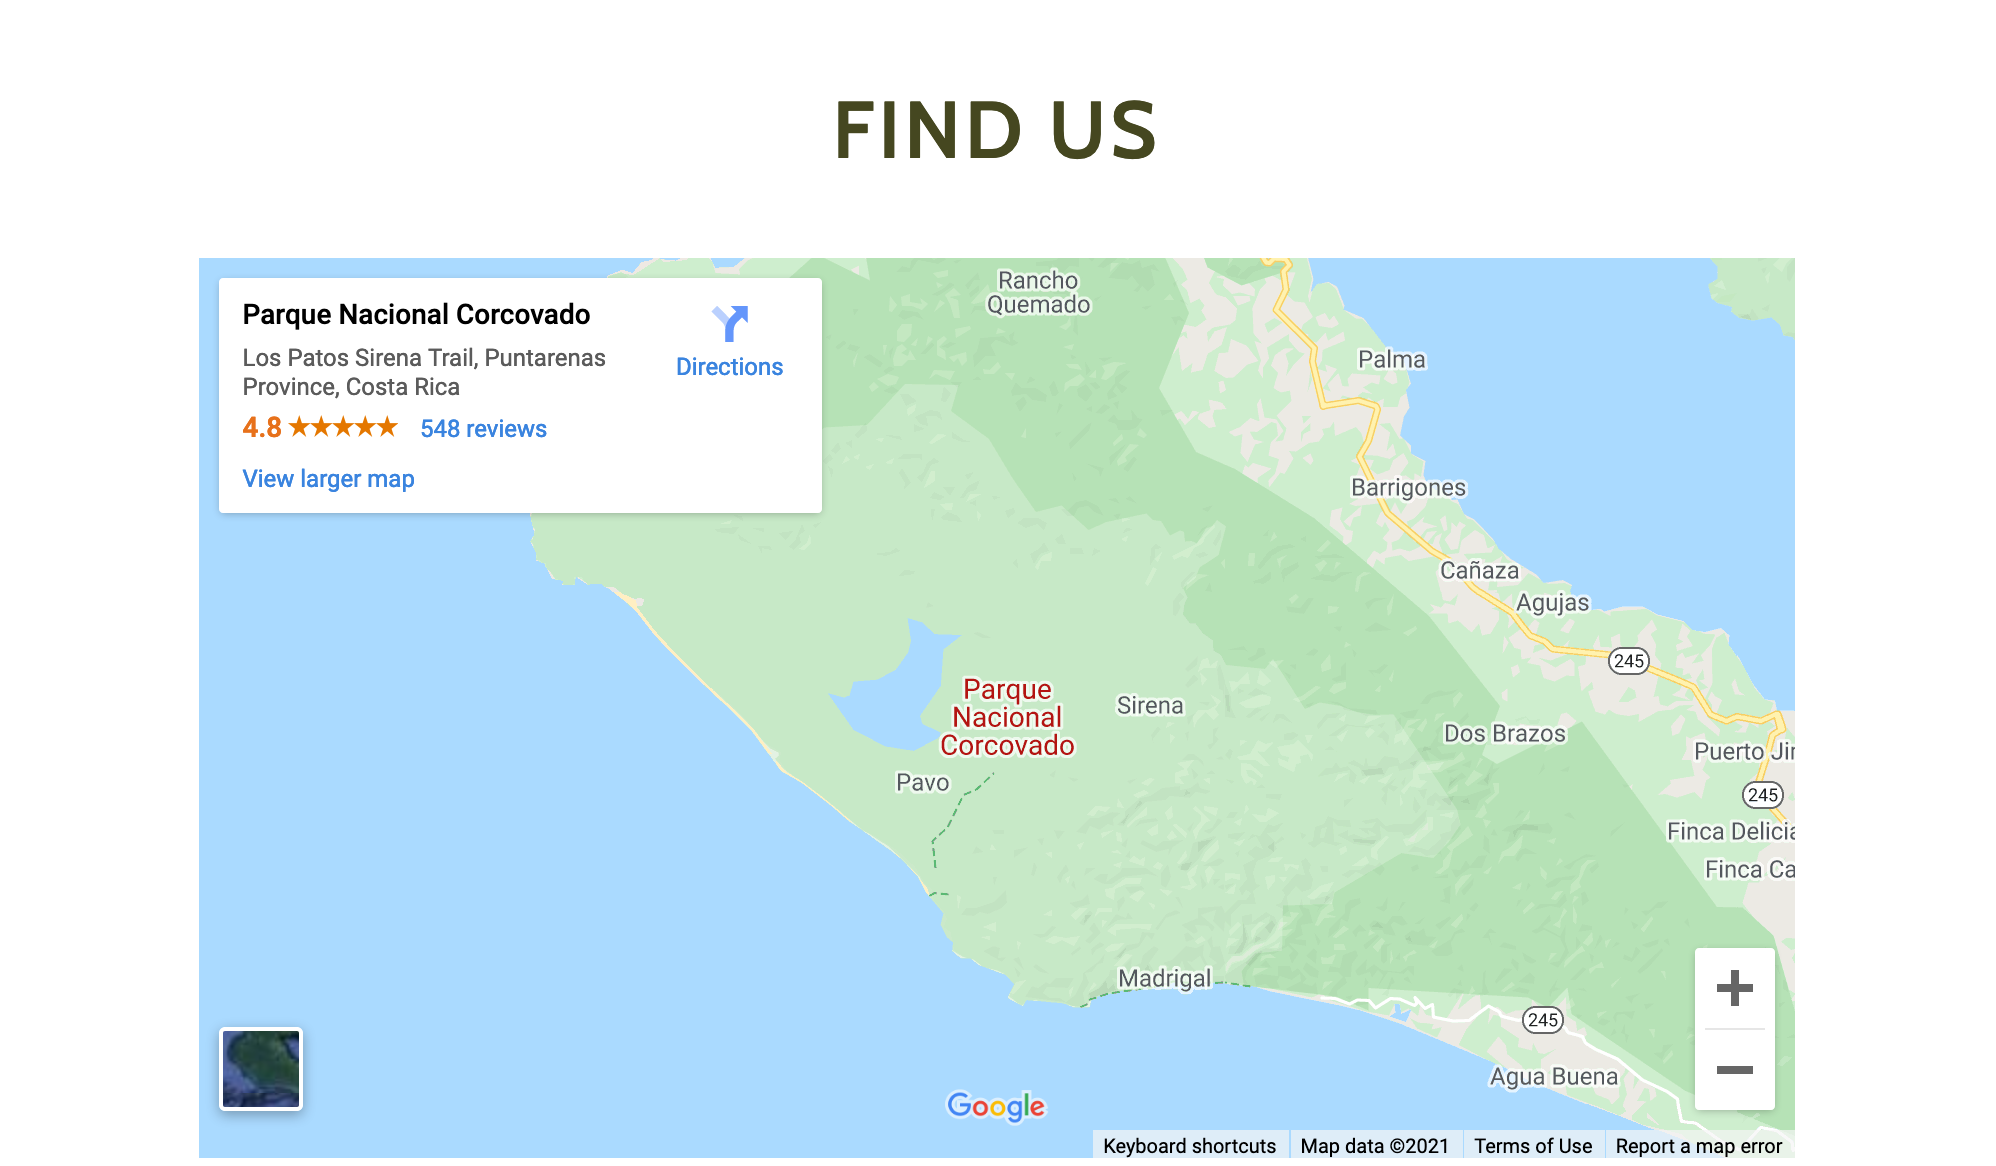 FIND US
Parque Nacional Corcovado
Los Patos Sirena Trail, Puntarenas
Province, Costa Rica
4.8
548 reviews
View larger map
Directions
Rancho
Quemado
Palma
Barrigones
Cañaza
Agujas
245
Parque
Nacional
Corcovado
Sirena
Dos Brazos
Puerto Jir
Pavo
245
Finca Delicia
Finca Ca
Madrigal
245
Agua Buena
Google
Keyboard shortcuts
Map data ©2021
Terms of Use
Report a map error